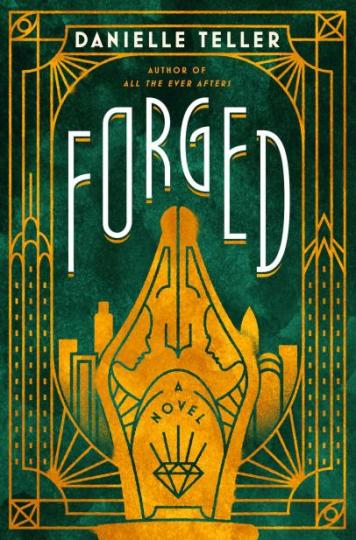 DANIELLE TELLER
AUTHOR OF
ALL THE EVER AFTERS
FORGED
A
NOVEL